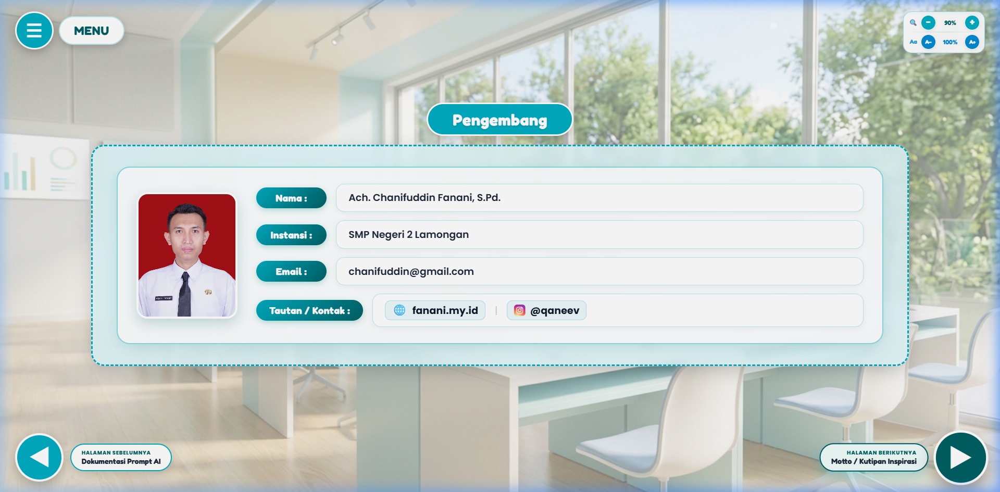 MENU
90%
Aa A- 100% A+
Pengembang
Nama : Ach. Chanifuddin Fanani, S.Pd.
Instansi : SMP Negeri 2 Lamongan
Email : chanifuddin@gmail.com
Tautan / Kontak : fanani.my.id | @qaneev
HALAMAN SEBELUMNYA
Dokumentasi Prompt AI
HALAMAN BERIKUTNYA
Motto / Kutipan Inspirasi